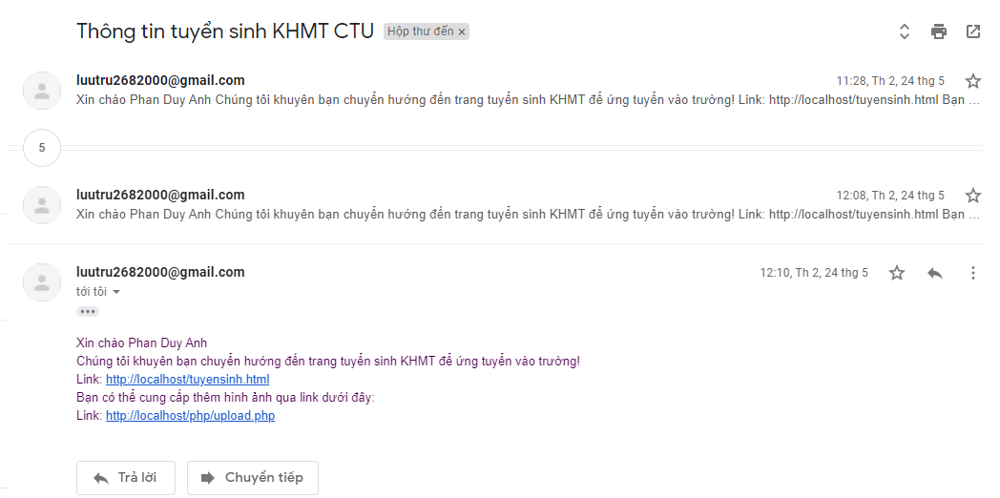 Thông tin tuyển sinh KHMT CTU Hộp thư đến ×
luutru2682000@gmail.com 11:28, Th 2, 24 thg 5
Xin chào Phan Duy Anh Chúng tôi khuyên bạn chuyển hướng đến trang tuyển sinh KHMT để ứng tuyển vào trường! Link: http://localhost/tuyensinh.html Bạn ...
5
luutru2682000@gmail.com 12:08, Th 2, 24 thg 5
Xin chào Phan Duy Anh Chúng tôi khuyên bạn chuyển hướng đến trang tuyển sinh KHMT để ứng tuyển vào trường! Link: http://localhost/tuyensinh.html Bạn ...
luutru2682000@gmail.com 12:10, Th 2, 24 thg 5
tới tôi
Xin chào Phan Duy Anh
Chúng tôi khuyên bạn chuyển hướng đến trang tuyển sinh KHMT để ứng tuyển vào trường!
Link: http://localhost/tuyensinh.html
Bạn có thể cung cấp thêm hình ảnh qua link dưới đây:
Link: http://localhost/php/upload.php
Trả lời Chuyển tiếp